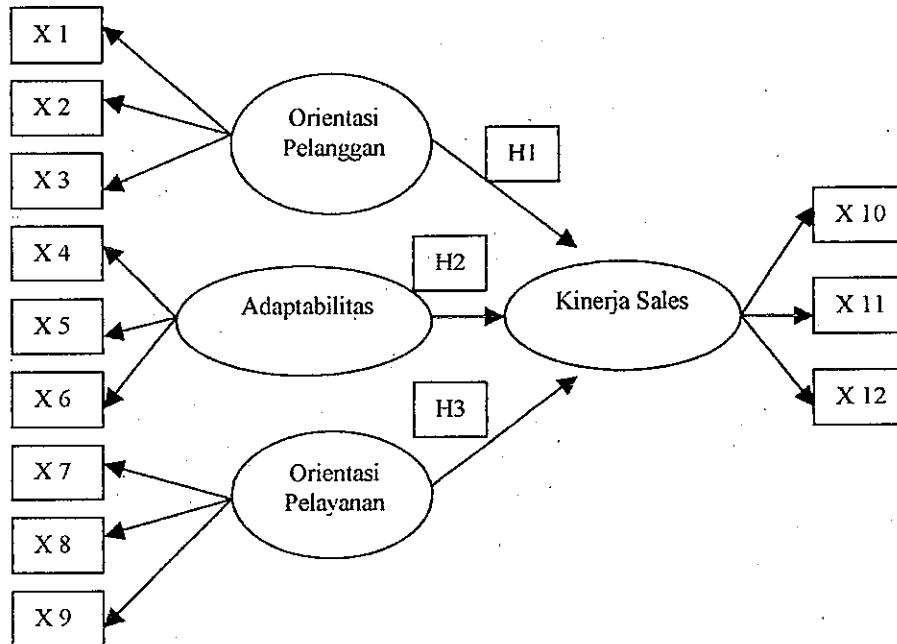 X 1
X 2
X 3
X 4
X 5
X 6
X 7
X 8
X 9
Orientasi
Pelanggan
Adaptabilitas
Orientasi
Pelayanan
H1
H2
H3
Kinerja Sales
X 10
X 11
X 12